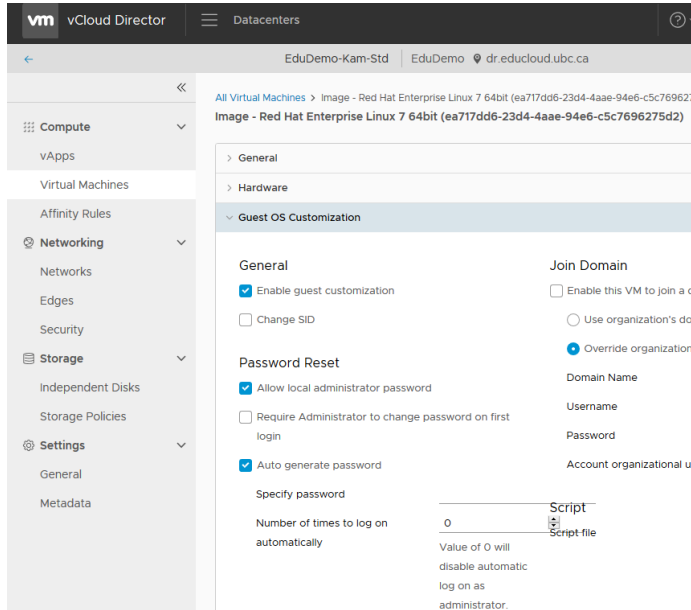 vm vCloud Director Datacenters ?
EduDemo-Kam-Std EduDemo dr.educloud.ubc.ca
All Virtual Machines > Image - Red Hat Enterprise Linux 7 64bit (ea717dd6-23d4-4aae-94e6-c5c769627
Image - Red Hat Enterprise Linux 7 64bit (ea717dd6-23d4-4aae-94e6-c5c7696275d2)
Compute
vApps
Virtual Machines
Affinity Rules
Networking
Networks
Edges
Security
Storage
Independent Disks
Storage Policies
Settings
General
Metadata
General
Hardware
Guest OS Customization
General
Enable guest customization
Change SID
Password Reset
Allow local administrator password
Require Administrator to change password on first
login
Auto generate password
Specify password
Number of times to log on
automatically
0
Value of 0 will
disable automatic
log on as
administrator.
Join Domain
Enable this VM to join a d
Use organization's do
Override organization
Domain Name
Username
Password
Account organizational u
Script
Script file